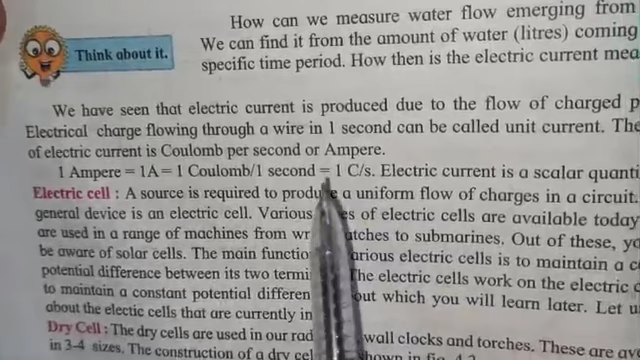 How can we measure water flow emerging from
Think about it.
We can find it from the amount of water (litres) coming
specific time period. How then is the electric current mea
We have seen that electric current is produced due to the flow of charged p
Electrical charge flowing through a wire in 1 second can be called unit current. The
of electric current is Coulomb per second or Ampere.
1 Ampere = 1A = 1 Coulomb/1 second = 1 C/s. Electric current is a scalar quanti
Electric cell : A source is required to produce a uniform flow of charges in a circuit.
general device is an electric cell. Various es of electric cells are available today
are used in a range of machines from wr atches to submarines. Out of these, yo
be aware of solar cells. The main functio arious electric cells is to maintain a c
potential difference between its two termi The electric cells work on the electric c
to maintain a constant potential differen out which you will learn later. Let u
about the electic cells that are currently in
Dry Cell : The dry cells are used in our rad wall clocks and torches. These are av
in 3-4 sizes. The construction of a dry cel hown in fig. 4.2